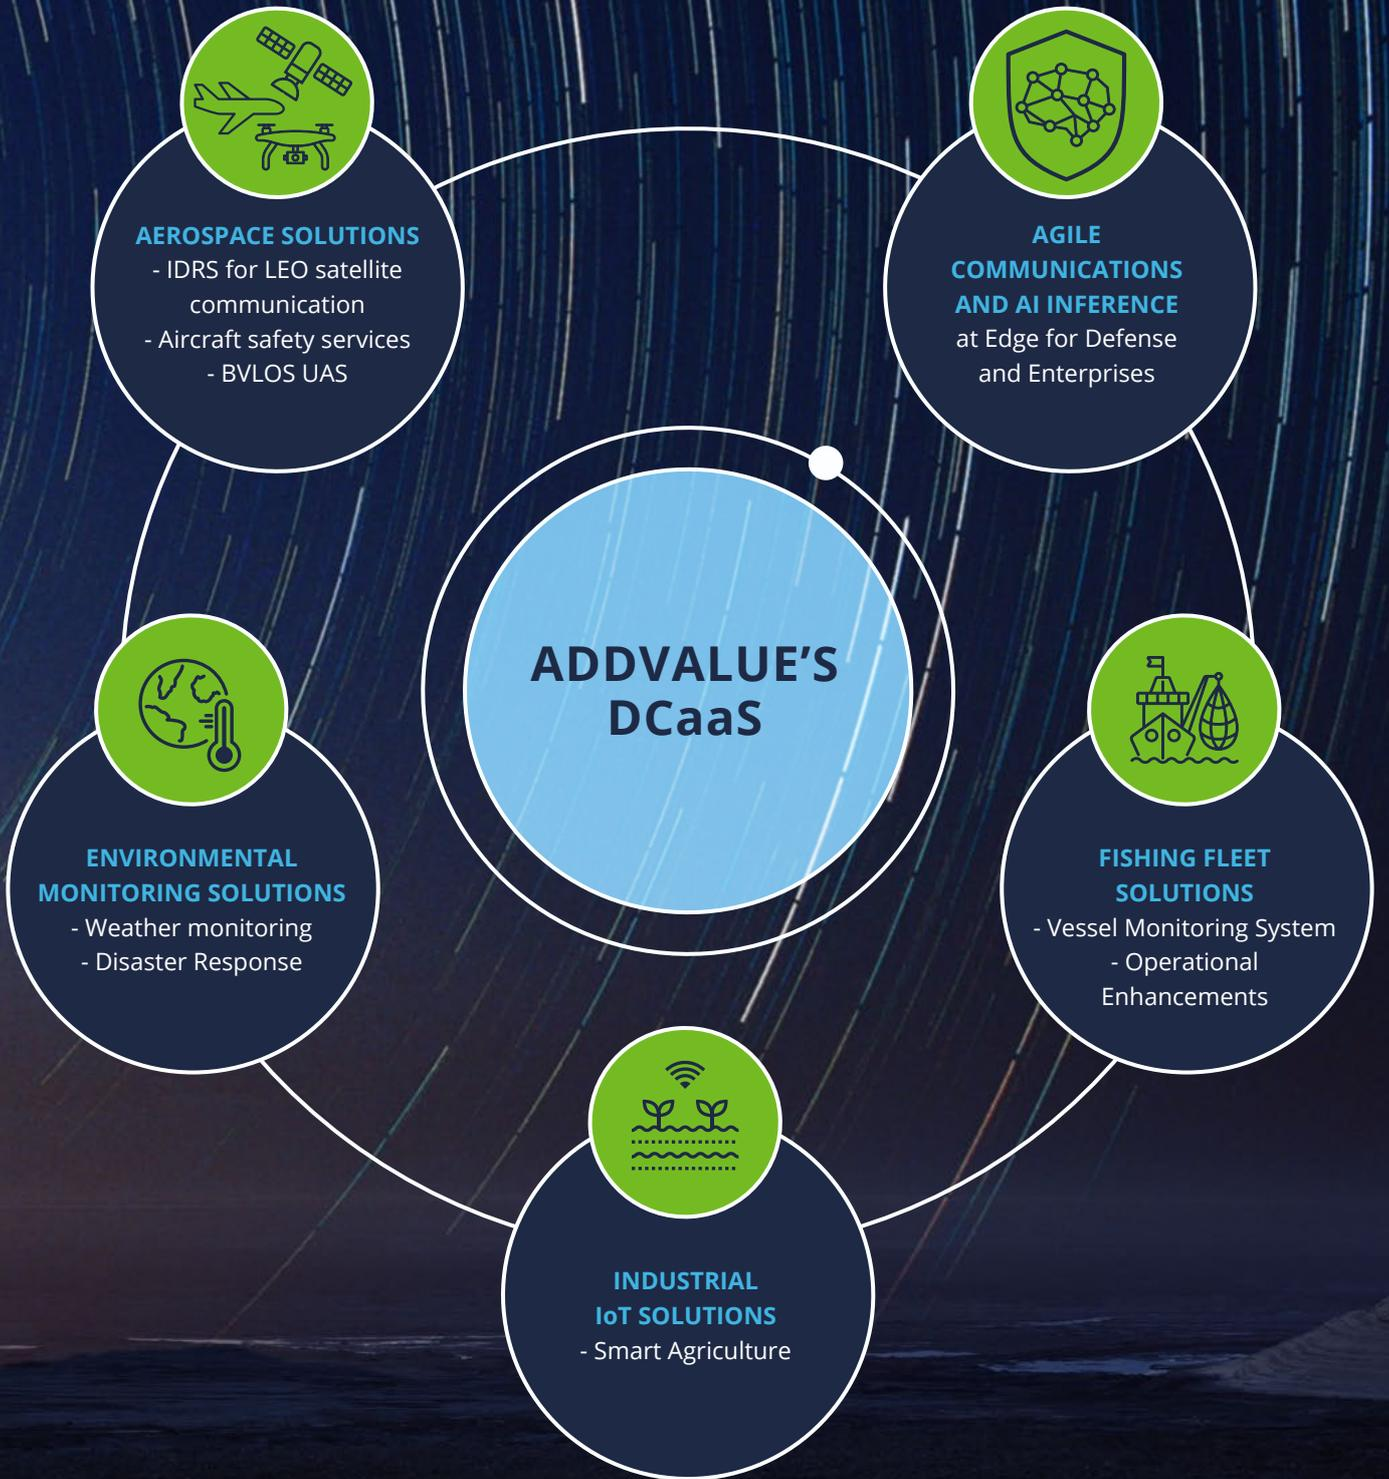 AEROSPACE SOLUTIONS
- IDRS for LEO satellite
communication
- Aircraft safety services
- BVLOS UAS
AGILE
COMMUNICATIONS
AND AI INFERENCE
at Edge for Defense
and Enterprises
ADDVALUE’S
DCaaS
ENVIRONMENTAL
MONITORING SOLUTIONS
- Weather monitoring
- Disaster Response
FISHING FLEET
SOLUTIONS
- Vessel Monitoring System
- Operational
Enhancements
INDUSTRIAL
IoT SOLUTIONS
- Smart Agriculture